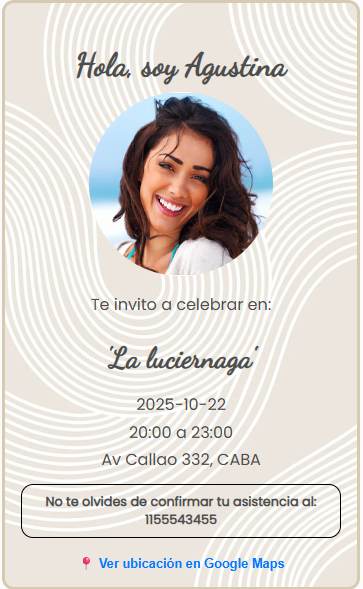 Hola, soy Agustina
Te invito a celebrar en:
'La luciernaga'
2025-10-22
20:00 a 23:00
Av Callao 332, CABA
No te olvides de confirmar tu asistencia al:
1155543455
Ver ubicación en Google Maps